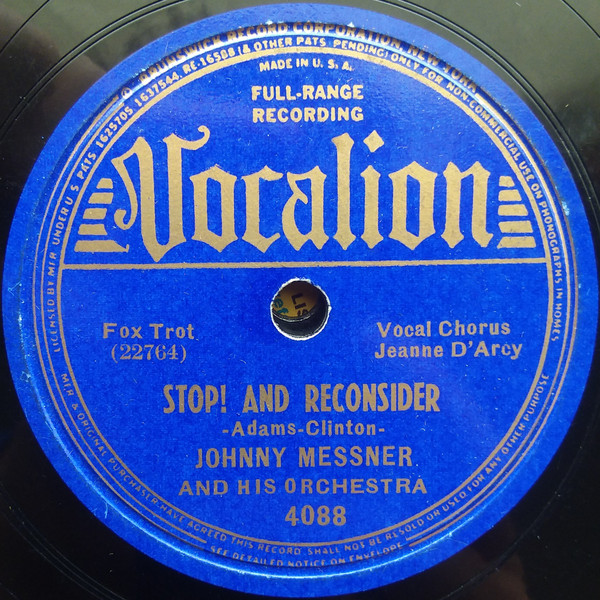 BRUNSWICK RECORD CORPORATION, NEW YORK
LICENSED BY MFR. UNDER U.S. PATS. 1625705, 1637544, RE-16508 (& OTHER PATS. PENDING) ONLY FOR NON-COMMERCIAL USE ON PHONOGRAPHS IN HOMES
MADE IN U.S.A.
FULL-RANGE
RECORDING
Vocalion
Fox Trot
(22764)
Vocal Chorus
Jeanne D'Arcy
STOP! AND RECONSIDER
-Adams-Clinton-
JOHNNY MESSNER
AND HIS ORCHESTRA
4088
MFR. & ORIGINAL PURCHASER HAVE AGREED THIS RECORD SHALL NOT BE RESOLD OR USED FOR ANY OTHER PURPOSE
SEE DETAILED NOTICE ON ENVELOPE